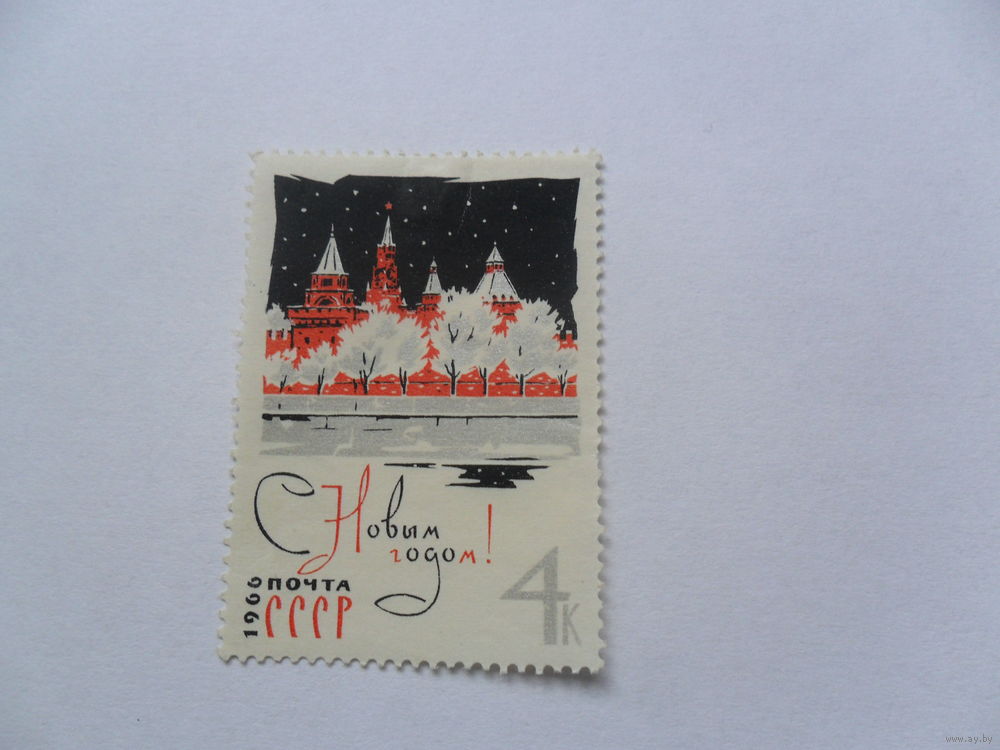 С Новым
годом!
1966
ПОЧТА
СССР
4К
www.ay.by